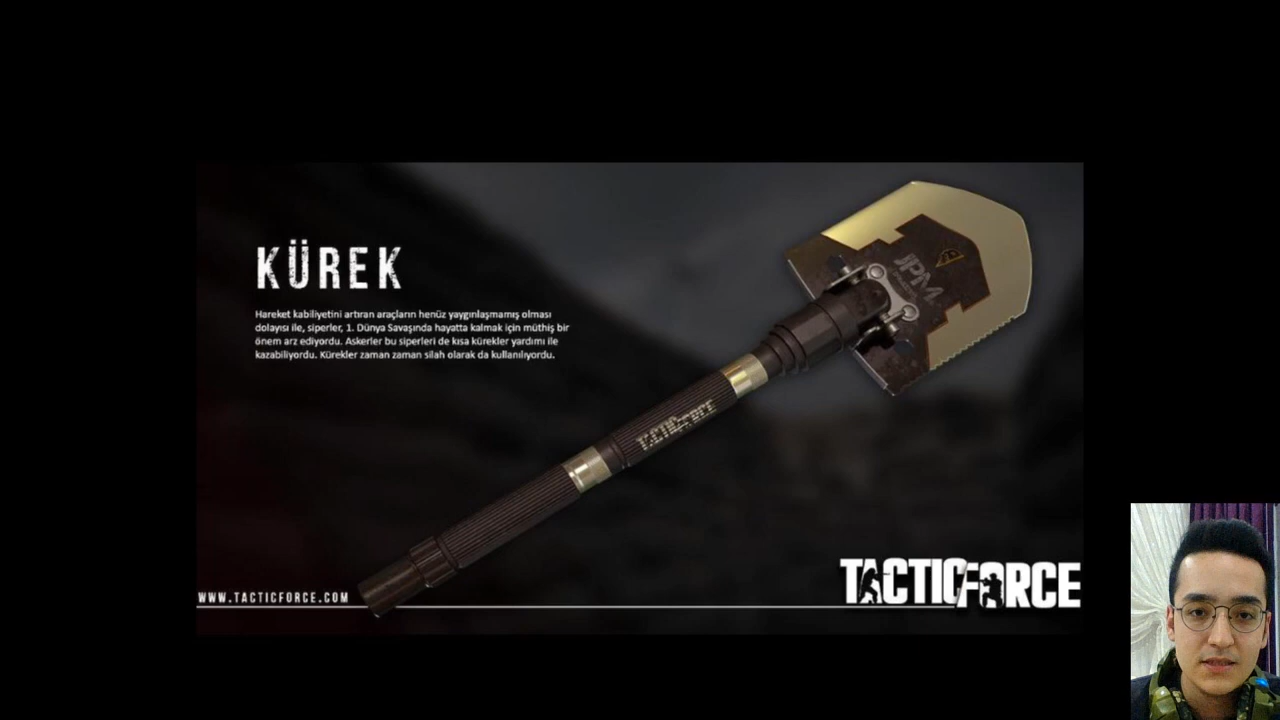 KÜREK
Hareket kabiliyetini artıran araçların henüz yaygınlaşmamış olması
dolayısı ile, siperler, 1. Dünya Savaşında hayatta kalmak için müthiş bir
önem arz ediyordu. Askerler bu siperleri de kısa kürekler yardımı ile
kazabiliyordu. Kürekler zaman zaman silah olarak da kullanılıyordu.
JPM
TACTICFORCE
WWW.TACTICFORCE.COM
TACTICFORCE